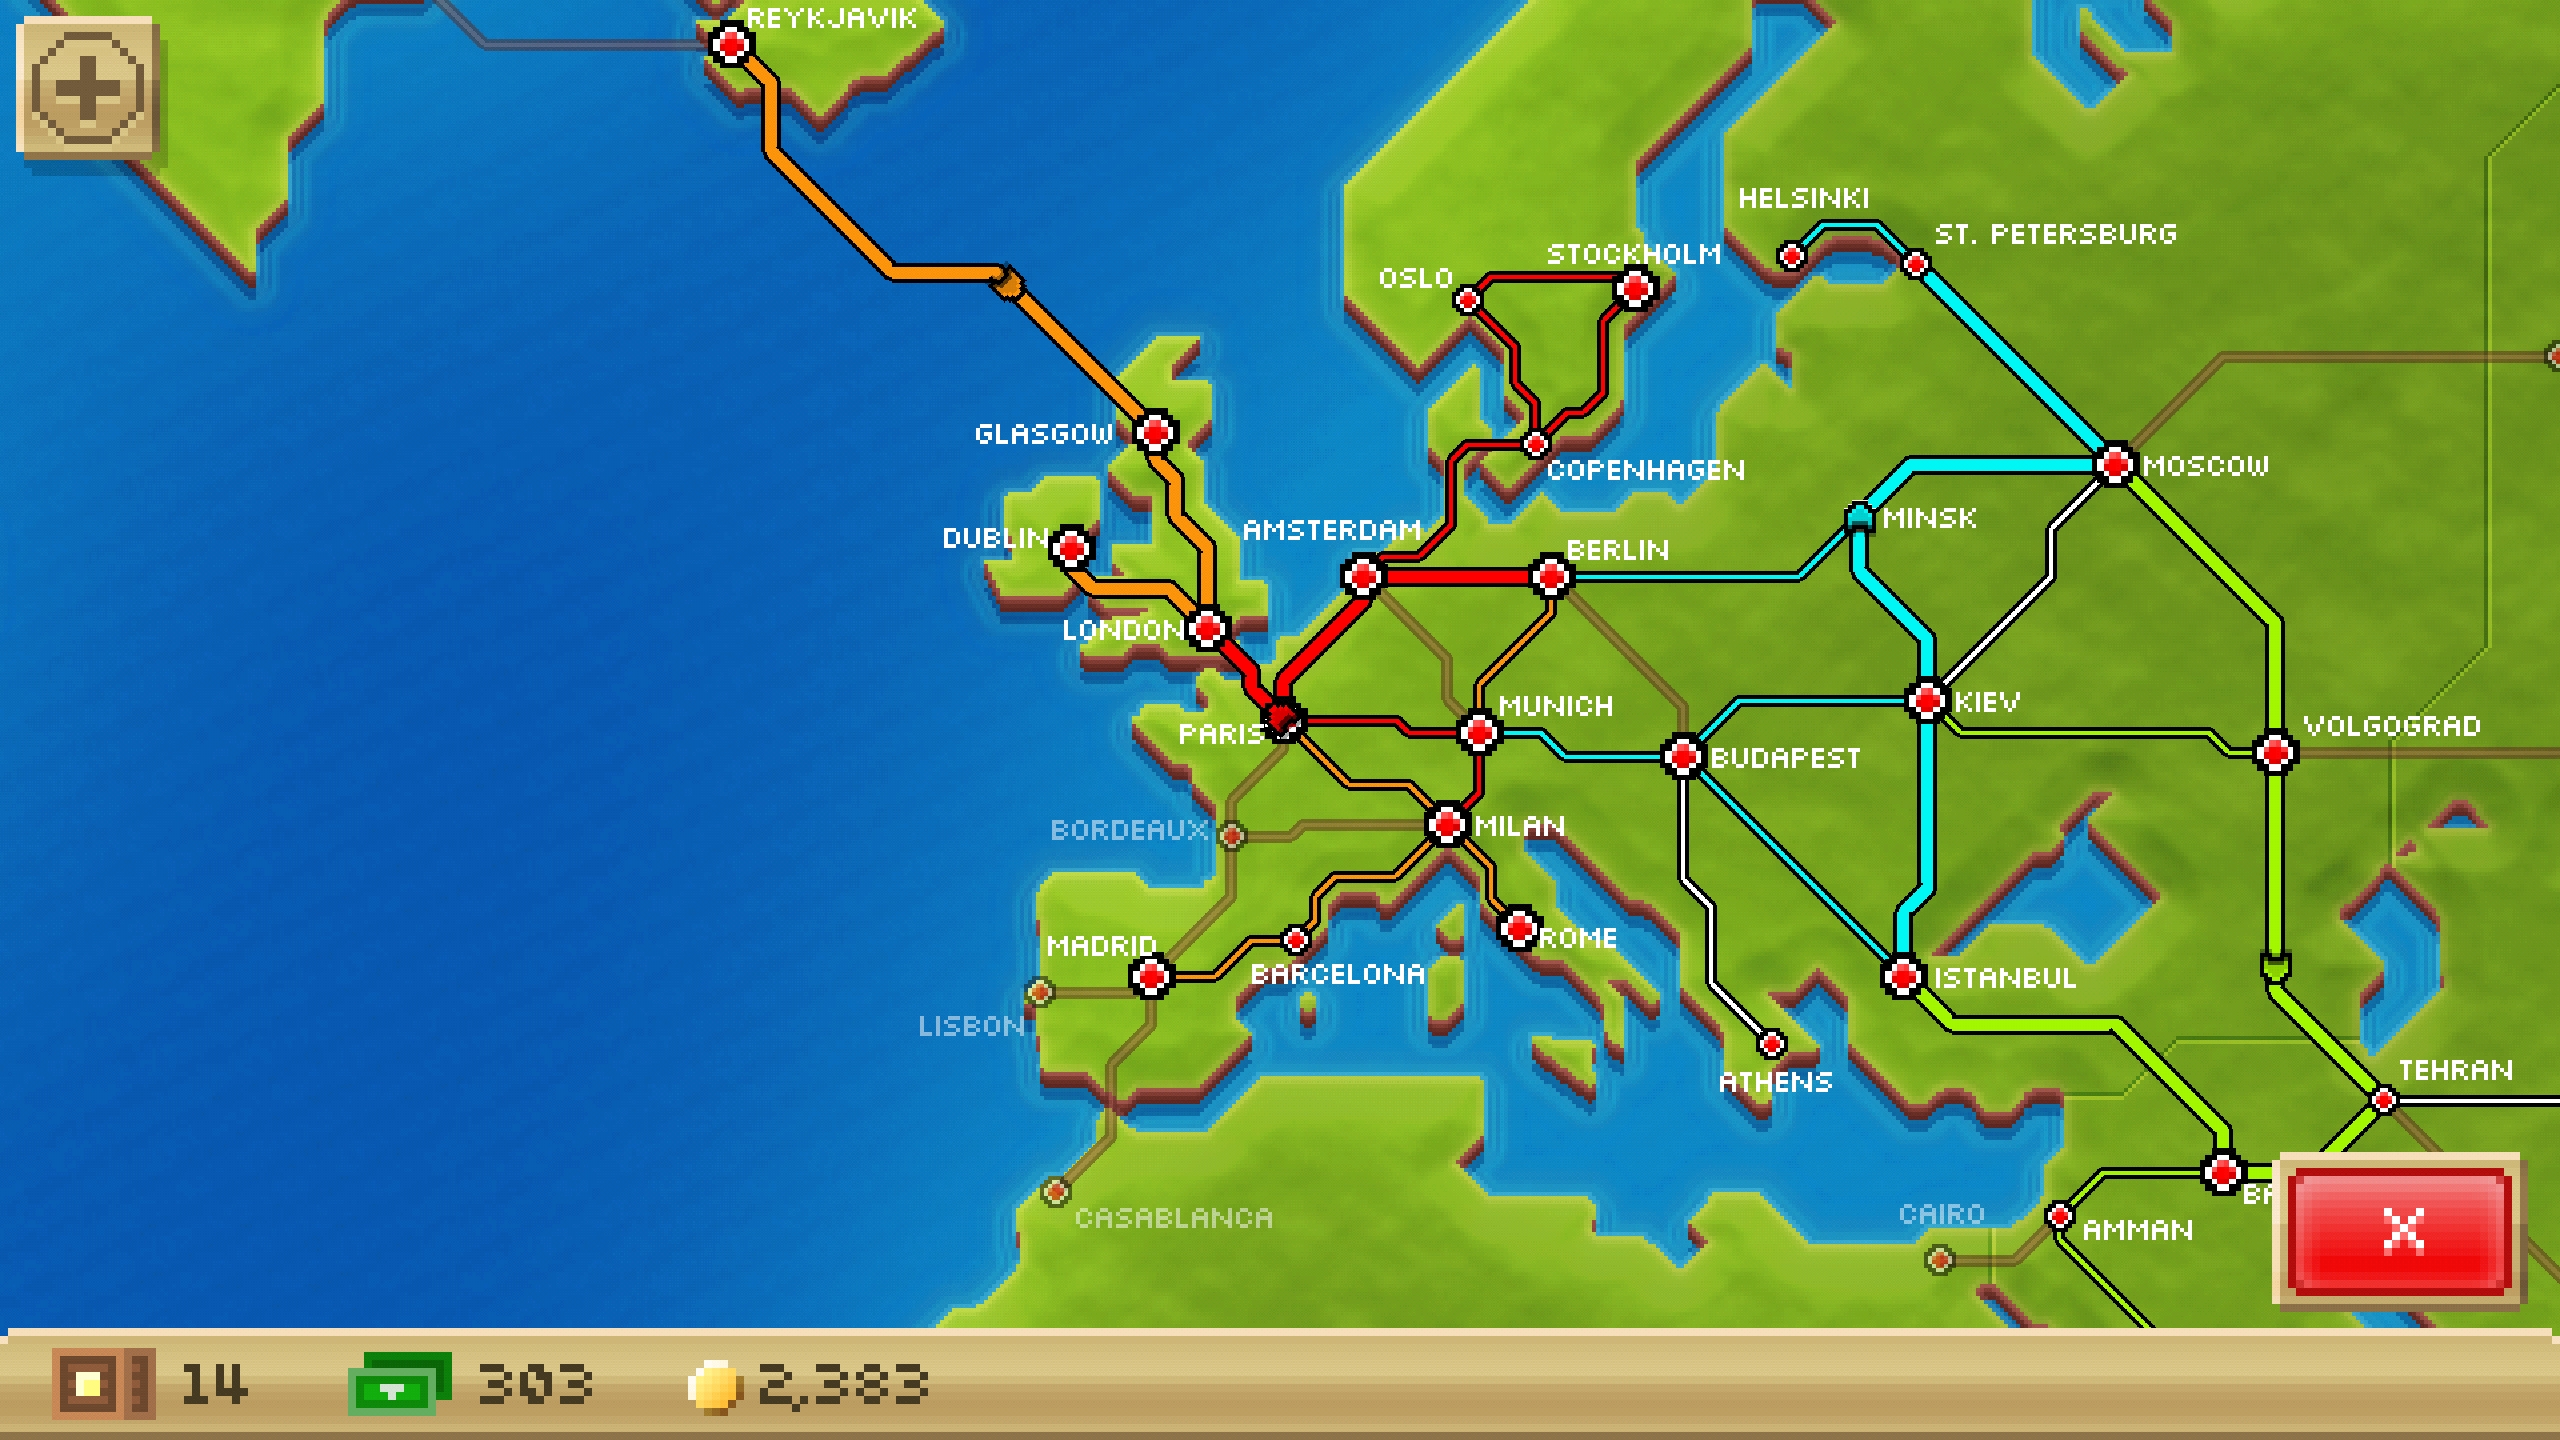 REYKJAVIK
HELSINKI
ST. PETERSBURG
STOCKHOLM
OSLO
GLASGOW
MOSCOW
COPENHAGEN
MINSK
AMSTERDAM
DUBLIN
BERLIN
LONDON
KIEV
MUNICH
VOLGOGRAD
PARIS
BUDAPEST
BORDEAUX
MILAN
ROME
MADRID
BARCELONA
ISTANBUL
LISBON
TEHRAN
ATHENS
CASABLANCA
CAIRO
AMMAN
X
14
303
2,383